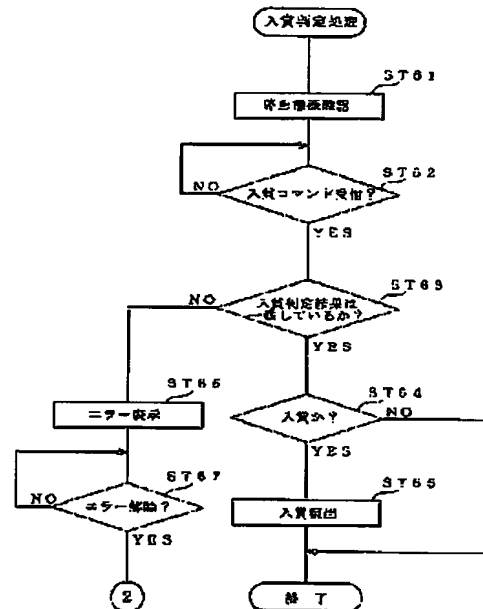 入賞判定処理
ST61
ST62
入賞コマンド受信?
NO
YES
ST63
入賞判定結果は
一致しているか?
NO
YES
ST64
入賞か?
NO
YES
エラー表示
ST67
エラー解除?
NO
YES
入賞演出
2
終了